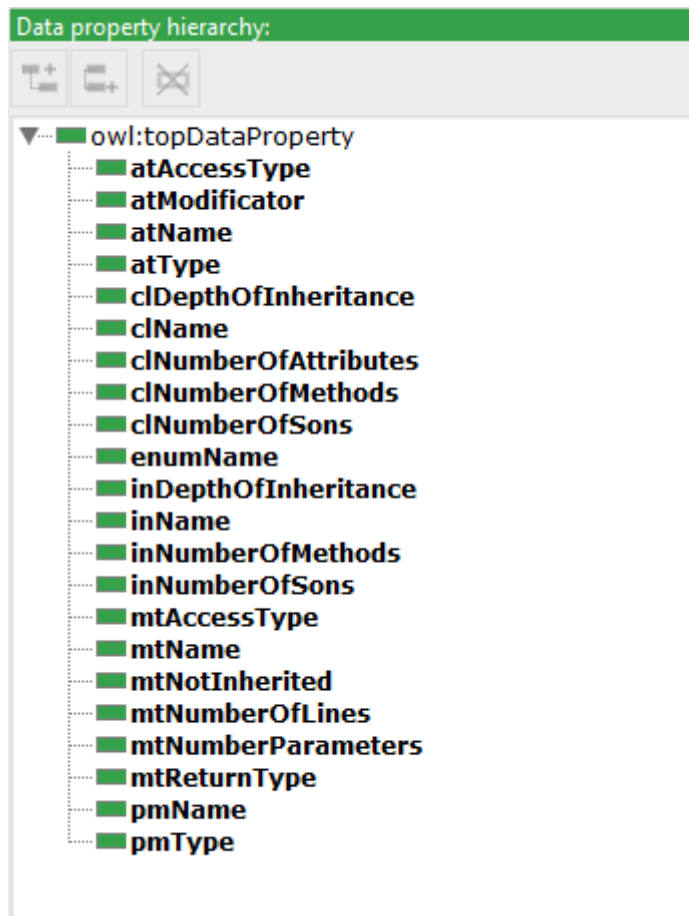 Data property hierarchy:
owl:topDataProperty
atAccessType
atModificator
atName
atType
clDepthOfInheritance
clName
clNumberOfAttributes
clNumberOfMethods
clNumberOfSons
enumName
inDepthOfInheritance
inName
inNumberOfMethods
inNumberOfSons
mtAccessType
mtName
mtNotInherited
mtNumberOfLines
mtNumberParameters
mtReturnType
pmName
pmType